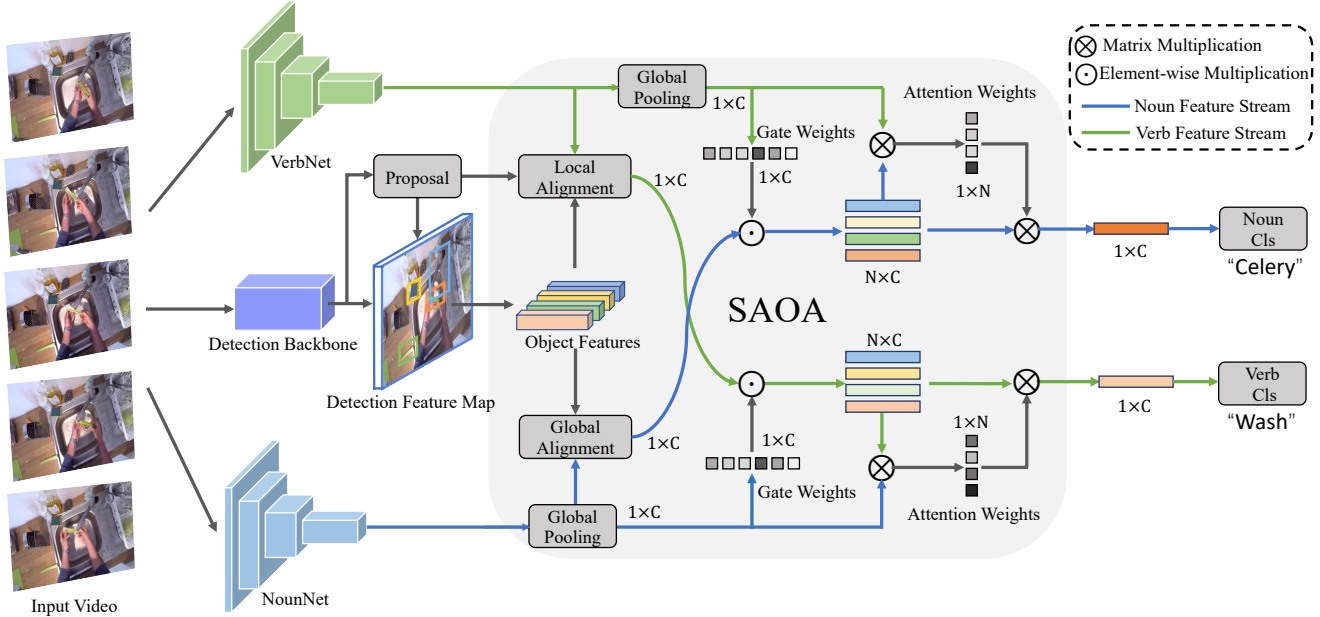 Matrix Multiplication
Element-wise Multiplication
Noun Feature Stream
Verb Feature Stream
Global
Pooling
1×C
Attention Weights
Gate Weights
VerbNet
Proposal
Local
Alignment
1×C
1×C
1×N
Noun
Cls
"Celery"
N×C
1×C
Detection Backbone
Object Features
SAOA
Detection Feature Map
N×C
Verb
Cls
"Wash"
1×C
Global
Alignment
1×C
1×C
1×N
Gate Weights
Attention Weights
Global
Pooling
1×C
Input Video
NounNet